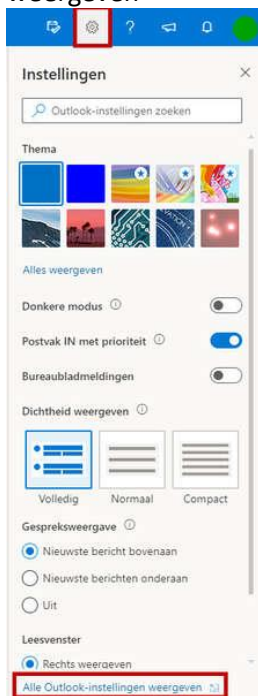 weergeven
Instellingen
Outlook-instellingen zoeken
Thema
Alles weergeven
Donkere modus
Postvak IN met prioriteit
Bureaubladmeldingen
Dichtheid weergeven
Volledig Normaal Compact
Gespreksweergave
Nieuwste bericht bovenaan
Nieuwste berichten onderaan
Uit
Leesvenster
Rechts weergeven
Alle Outlook-instellingen weergeven